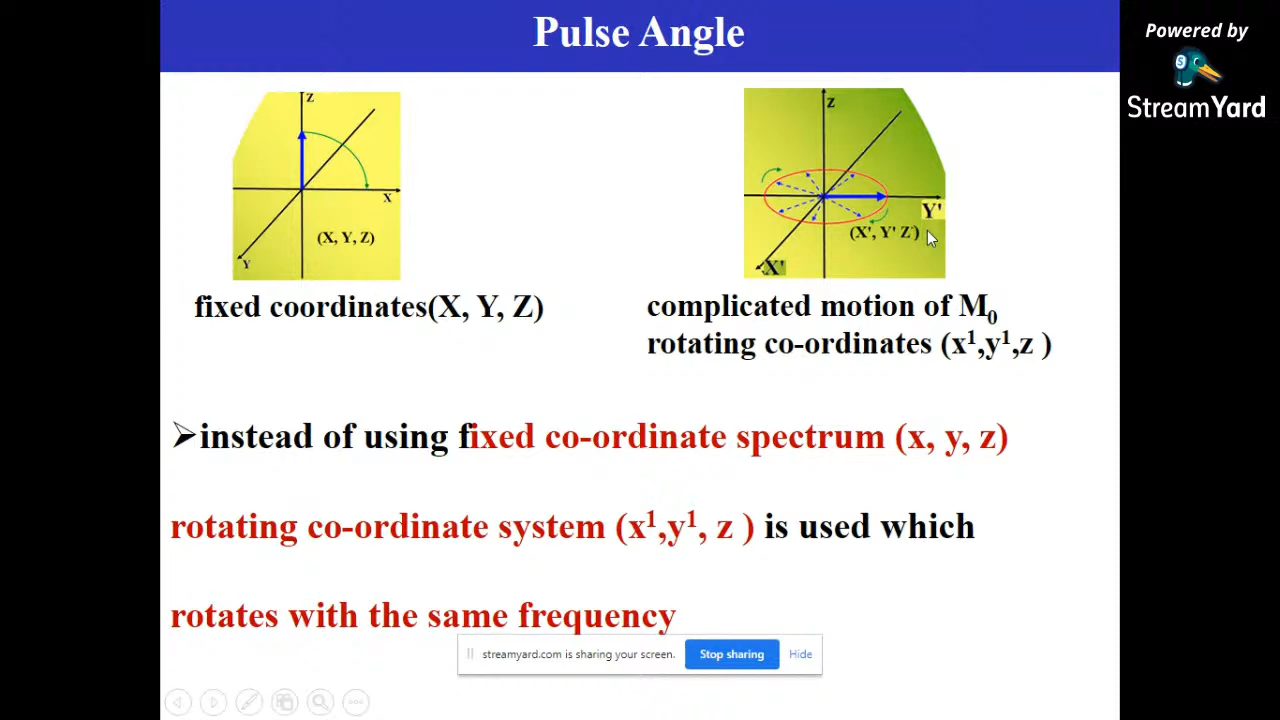 Pulse Angle
Powered by
StreamYard
Z
X
(X, Y, Z)
Y
Z
Y'
(X', Y' Z')
X'
fixed coordinates(X, Y, Z)
complicated motion of M₀
rotating co-ordinates (x¹,y¹,z )
➢instead of using fixed co-ordinate spectrum (x, y, z)
rotating co-ordinate system (x¹,y¹, z ) is used which
rotates with the same frequency
streamyard.com is sharing your screen. Stop sharing Hide